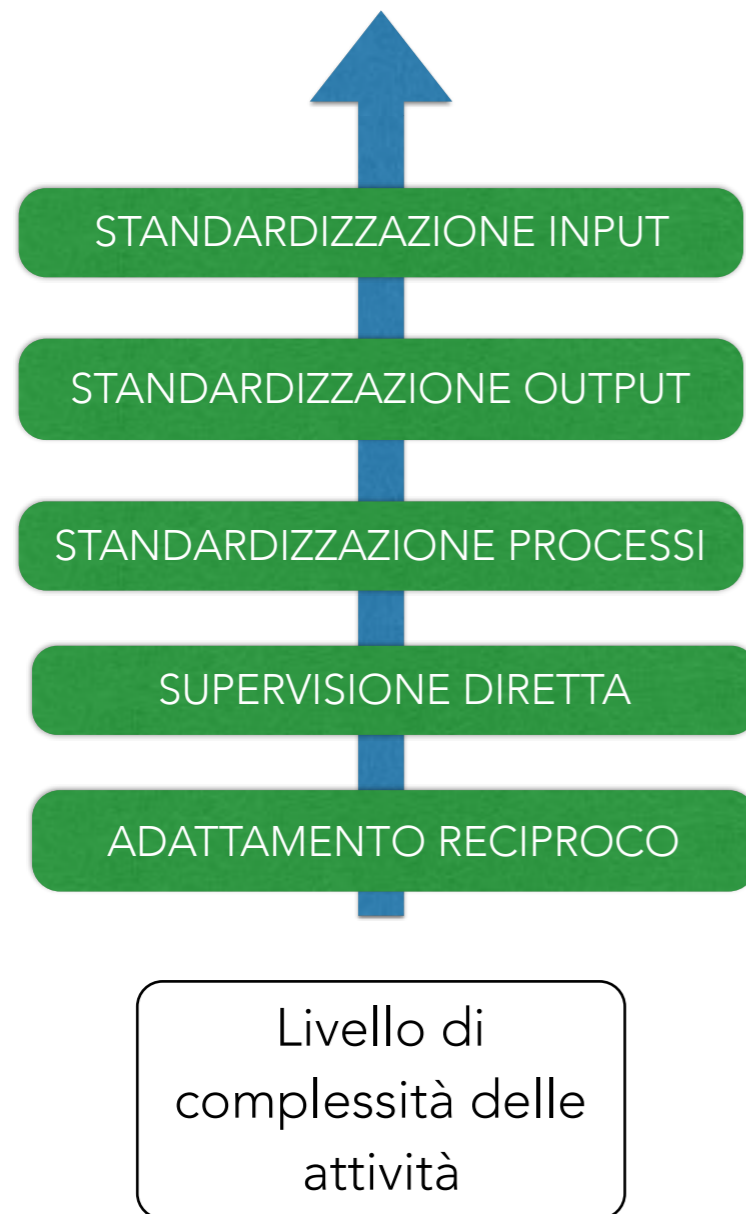 STANDARDIZZAZIONE INPUT
STANDARDIZZAZIONE OUTPUT
STANDARDIZZAZIONE PROCESSI
SUPERVISIONE DIRETTA
ADATTAMENTO RECIPROCO
Livello di
complessità delle
attività